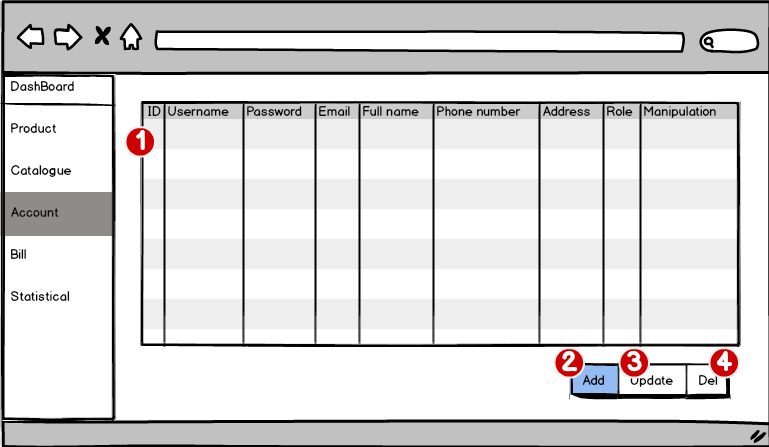 DashBoard
Product
Catalogue
Account
Bill
Statistical
ID Username Password Email Full name Phone number Address Role Manipulation
1
2 3 4
Add Update Del